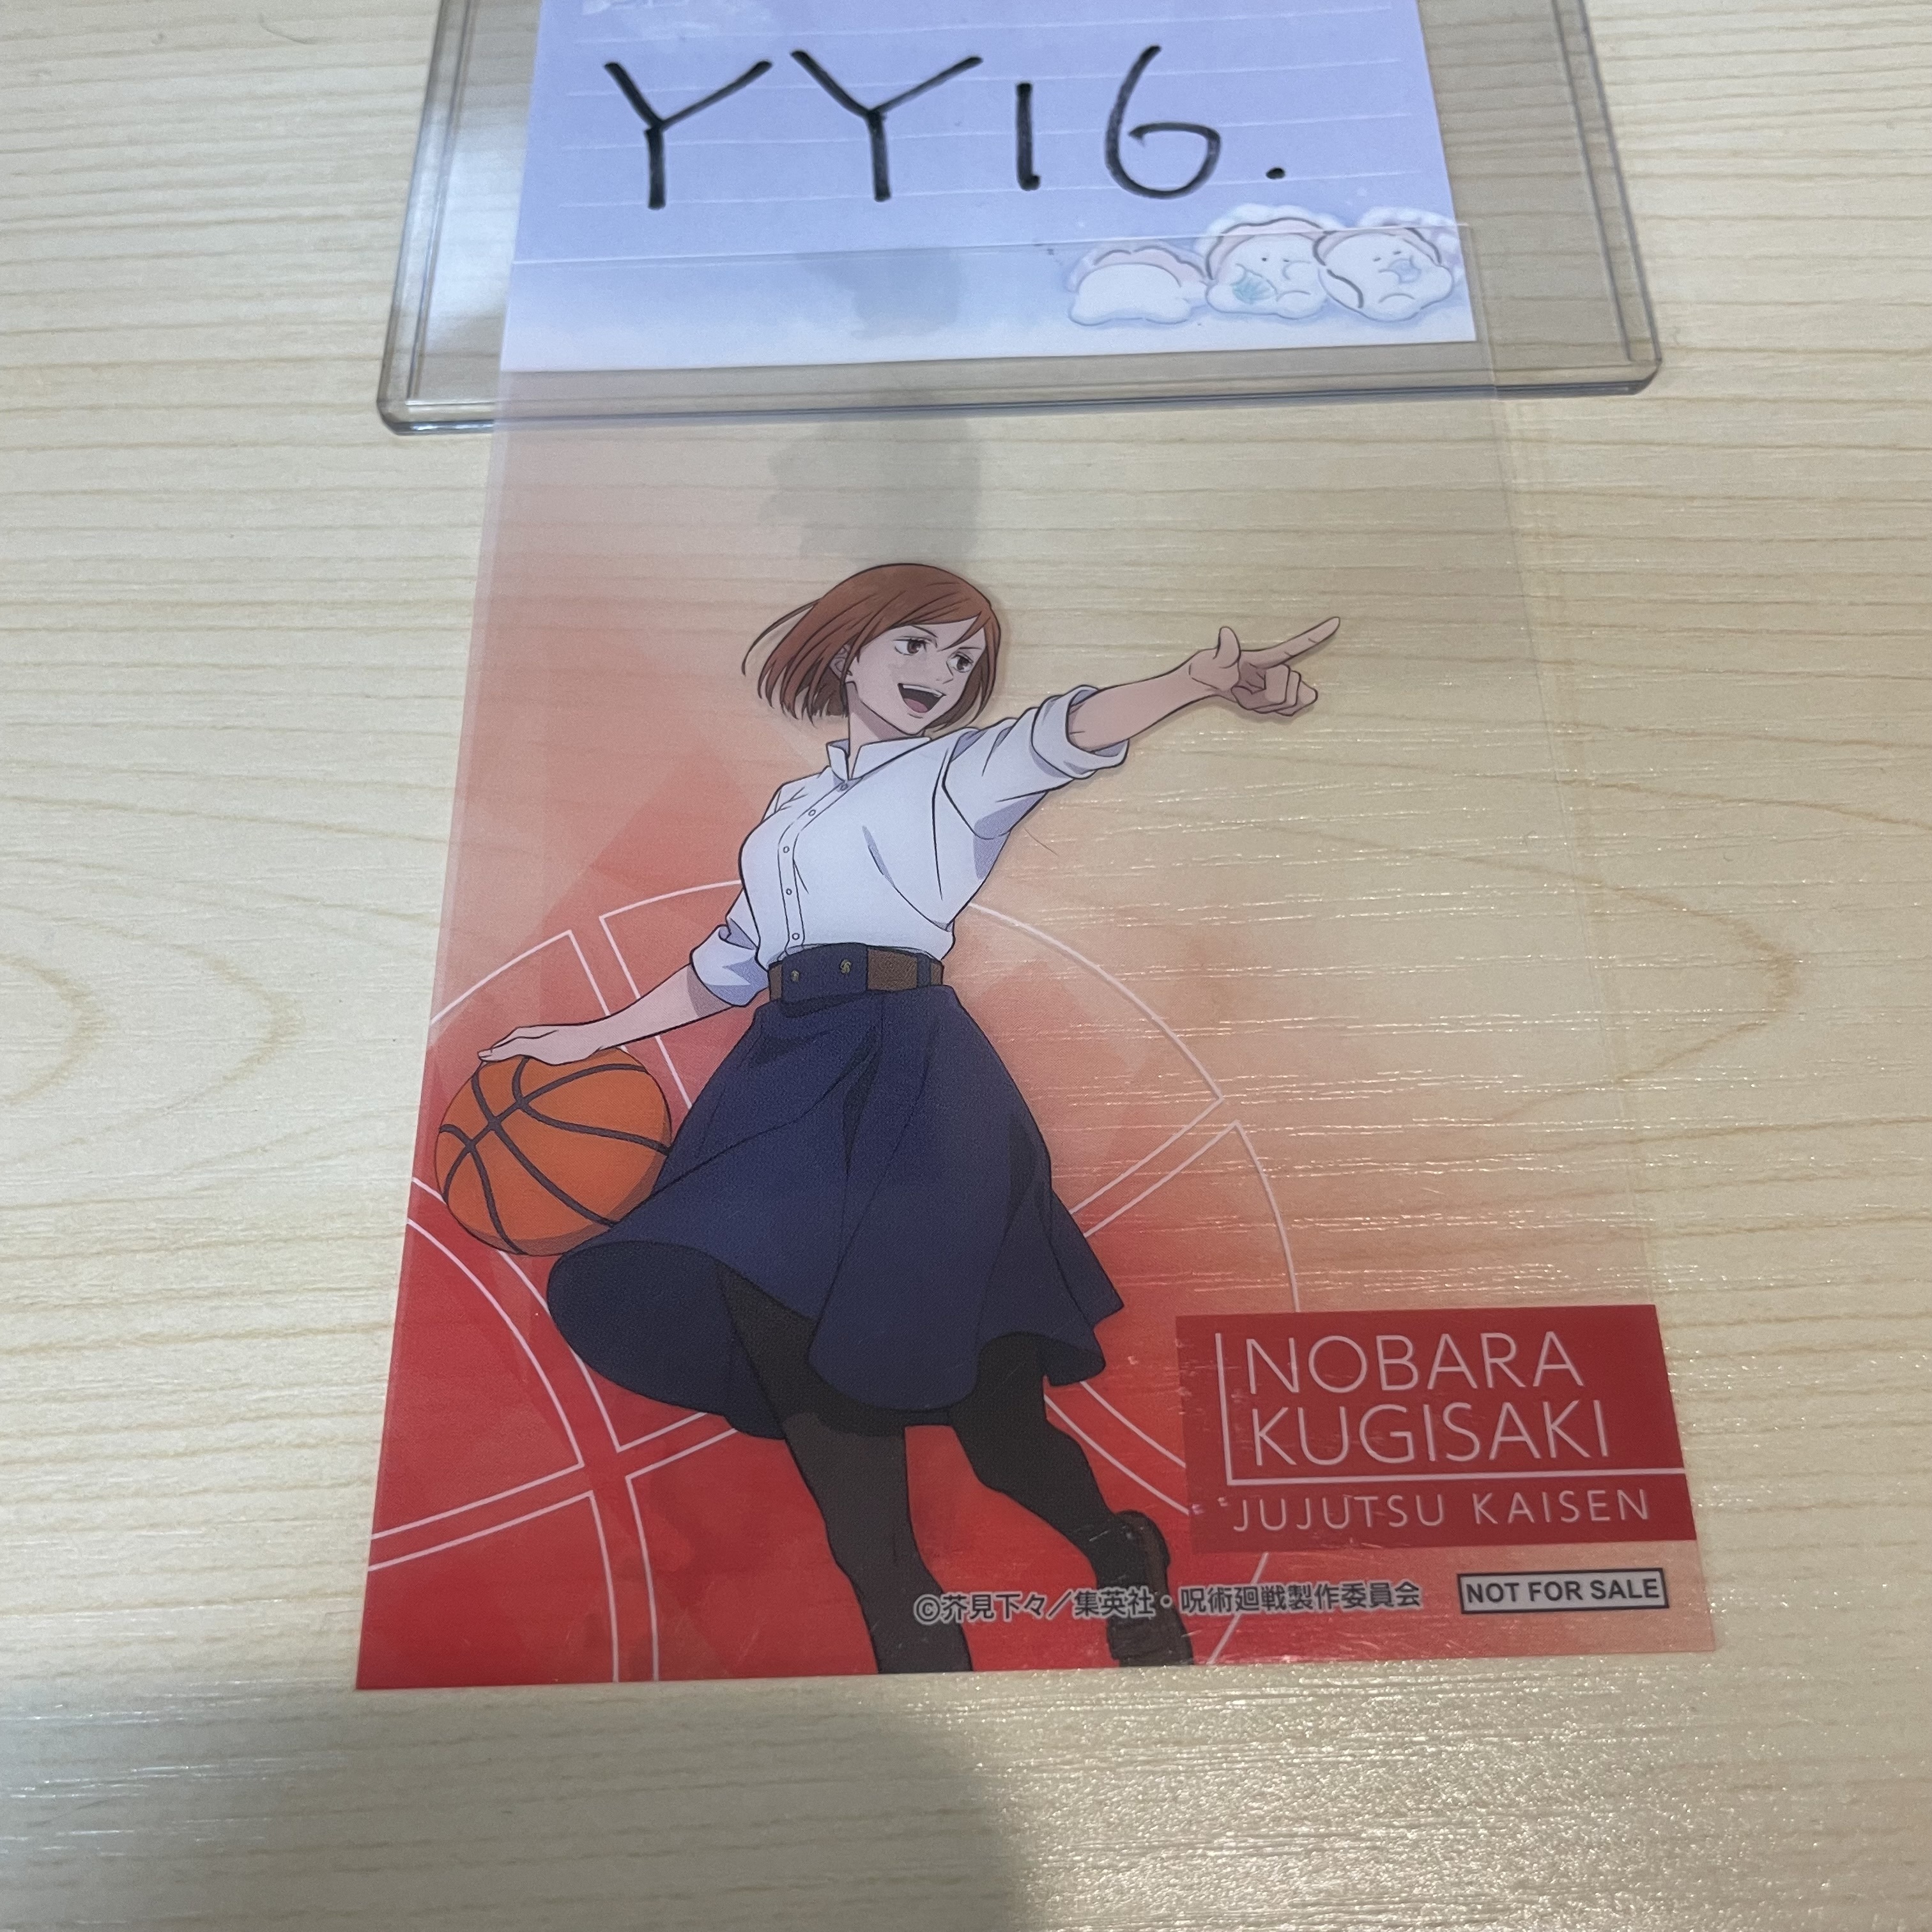 YY16.
NOBARA
KUGISAKI
JUJUTSU KAISEN
©芥見下々／集英社・呪術廻戦製作委員会
NOT FOR SALE